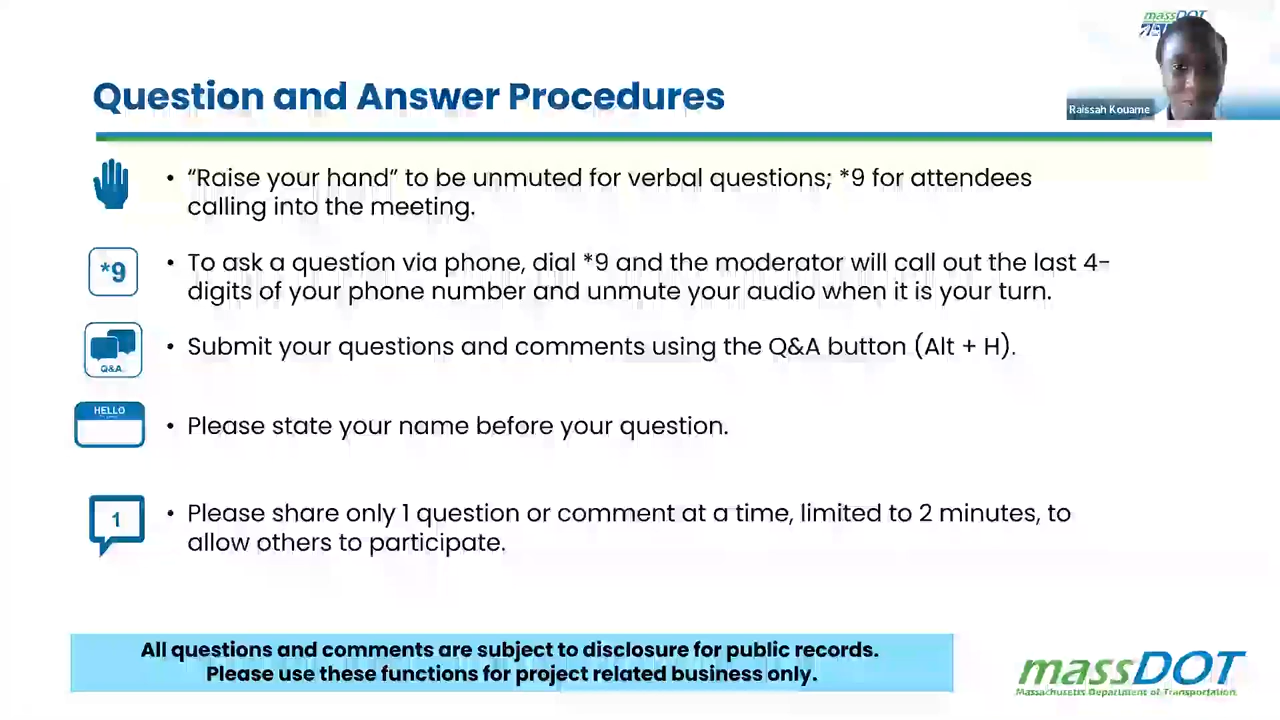 massDOT
Question and Answer Procedures
Raissah Kouame
• “Raise your hand” to be unmuted for verbal questions; *9 for attendees
calling into the meeting.
*9
• To ask a question via phone, dial *9 and the moderator will call out the last 4-
digits of your phone number and unmute your audio when it is your turn.
• Submit your questions and comments using the Q&A button (Alt + H).
Q&A
HELLO
• Please state your name before your question.
1
• Please share only 1 question or comment at a time, limited to 2 minutes, to
allow others to participate.
All questions and comments are subject to disclosure for public records.
Please use these functions for project related business only.
massDOT
Massachusetts Department of Transportation